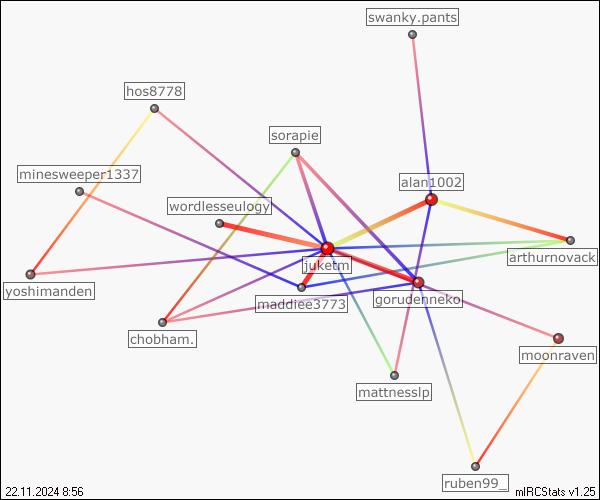 swanky.pants
hos8778
sorapie
minesweeper1337
alan1002
wordlesseulogy
arthurnovack
juketm
yoshimanden
maddiee3773
gorudenneko
chobham.
moonraven
mattnesslp
ruben99_
22.11.2024 8:56
mIRCStats v1.25